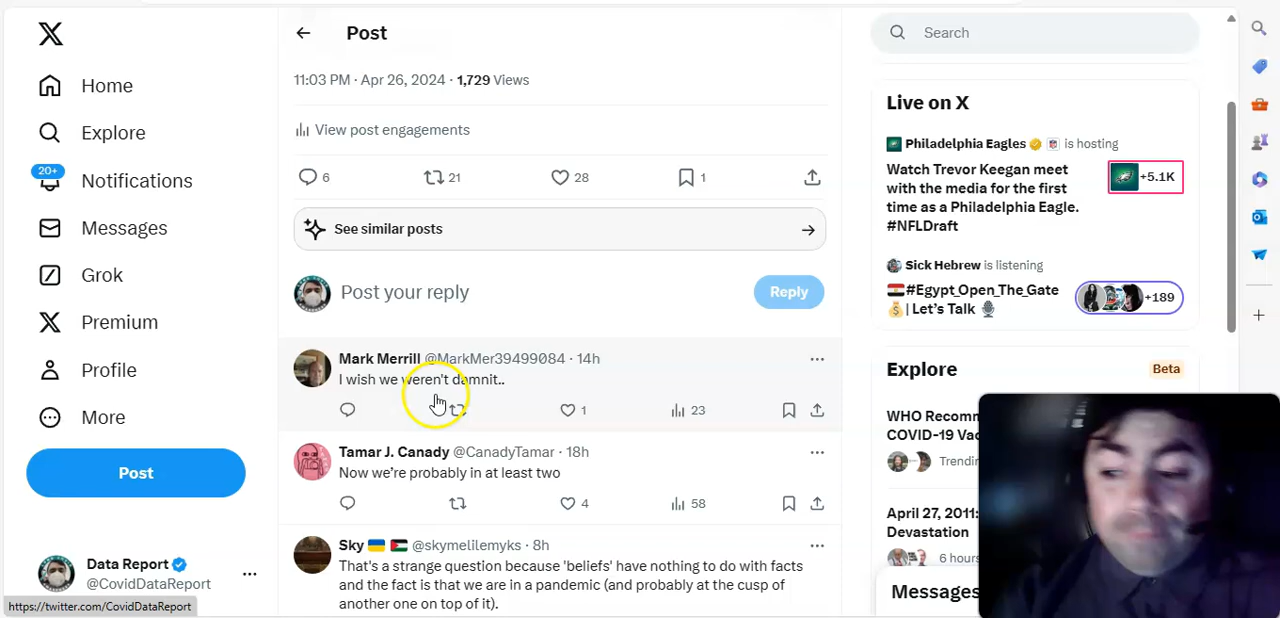 Post
Search
11:03 PM · Apr 26, 2024 · 1,729 Views
Home
View post engagements
Explore
20+
Notifications
6
21
28
1
Messages
See similar posts
Grok
Post your reply
Reply
Premium
Profile
More
Post
Data Report
@CovidDataReport
https://twitter.com/CovidDataReport
Mark Merrill @MarkMer39499084 · 14h
I wish we weren't damnit..
1
23
Tamar J. Canady @CanadyTamar · 18h
Now we're probably in at least two
4
58
Sky @skymelilemyks · 8h
That's a strange question because 'beliefs' have nothing to do with facts
and the fact is that we are in a pandemic (and probably at the cusp of
another one on top of it).
Live on X
Philadelphia Eagles is hosting
Watch Trevor Keegan meet
with the media for the first
time as a Philadelphia Eagle.
#NFLDraft
+5.1K
Sick Hebrew is listening
#Egypt_Open_The_Gate
| Let's Talk
+189
Explore
Beta
WHO Recomm
COVID-19 Vac
Trending
April 27, 2011:
Devastation
6 hours
Messages